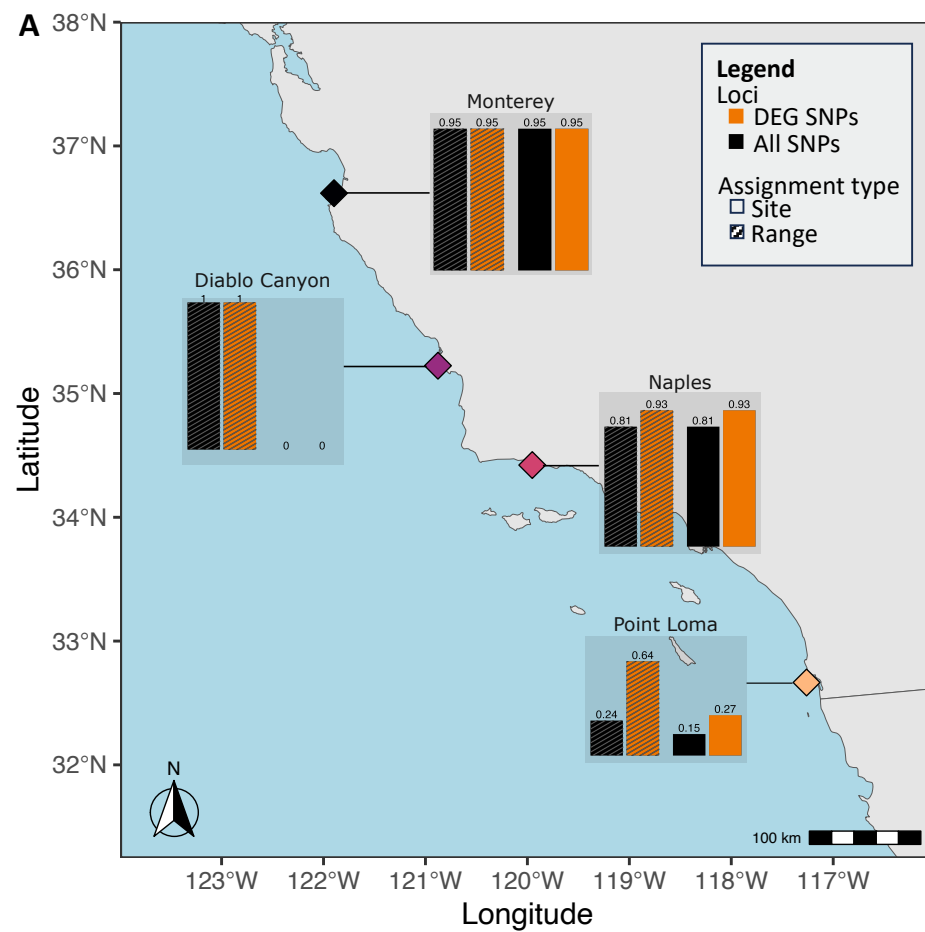 A
38°N
37°N
36°N
35°N
34°N
33°N
32°N
Latitude
Legend
Loci
DEG SNPs
All SNPs
Assignment type
Site
Range
Monterey
0.95 0.95 0.95 0.95
Diablo Canyon
1 1
0 0
Naples
0.81 0.93 0.81 0.93
Point Loma
0.24 0.64 0.15 0.27
N
100 km
123°W 122°W 121°W 120°W 119°W 118°W 117°W
Longitude